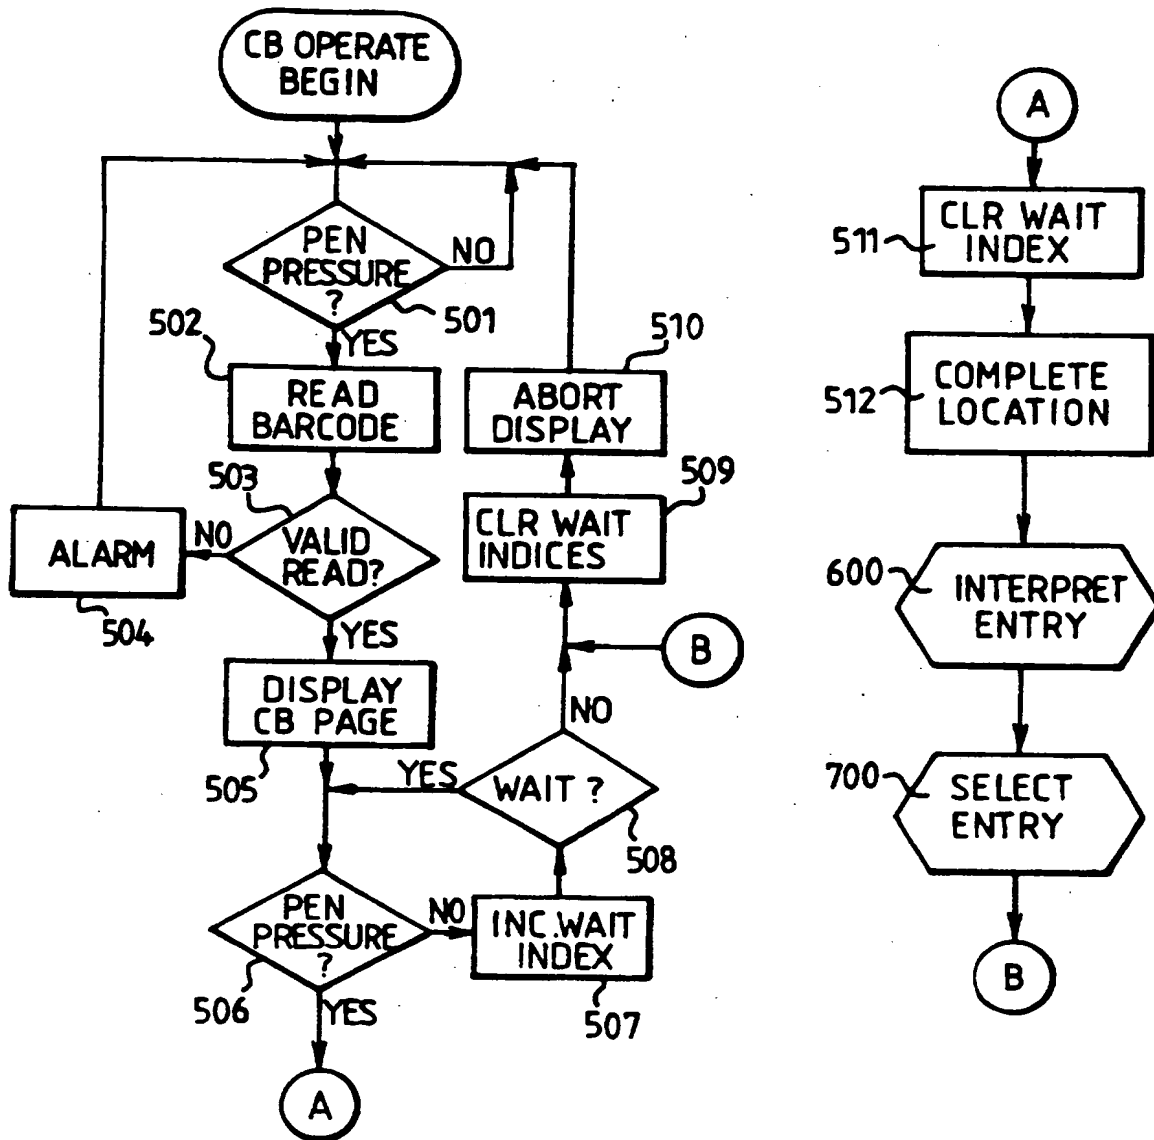 CB OPERATE
BEGIN
PEN
PRESSURE
?
NO
501
YES
502
READ
BARCODE
503
VALID
READ?
NO
ALARM
504
YES
DISPLAY
CB PAGE
505
PEN
PRESSURE
?
506
NO
YES
A
INC.WAIT
INDEX
507
WAIT ?
508
YES
NO
B
CLR WAIT
INDICES
509
ABORT
DISPLAY
510
A
CLR WAIT
INDEX
511
COMPLETE
LOCATION
512
INTERPRET
ENTRY
600
SELECT
ENTRY
700
B